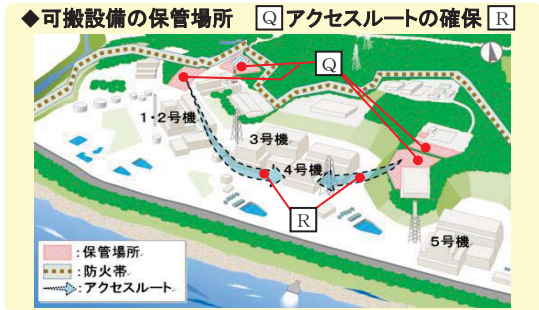 ◆可搬設備の保管場所 Q アクセスルートの確保 R
Q
1・2号機
3号機
4号機
R
5号機
:保管場所
:防火帯
:アクセスルート